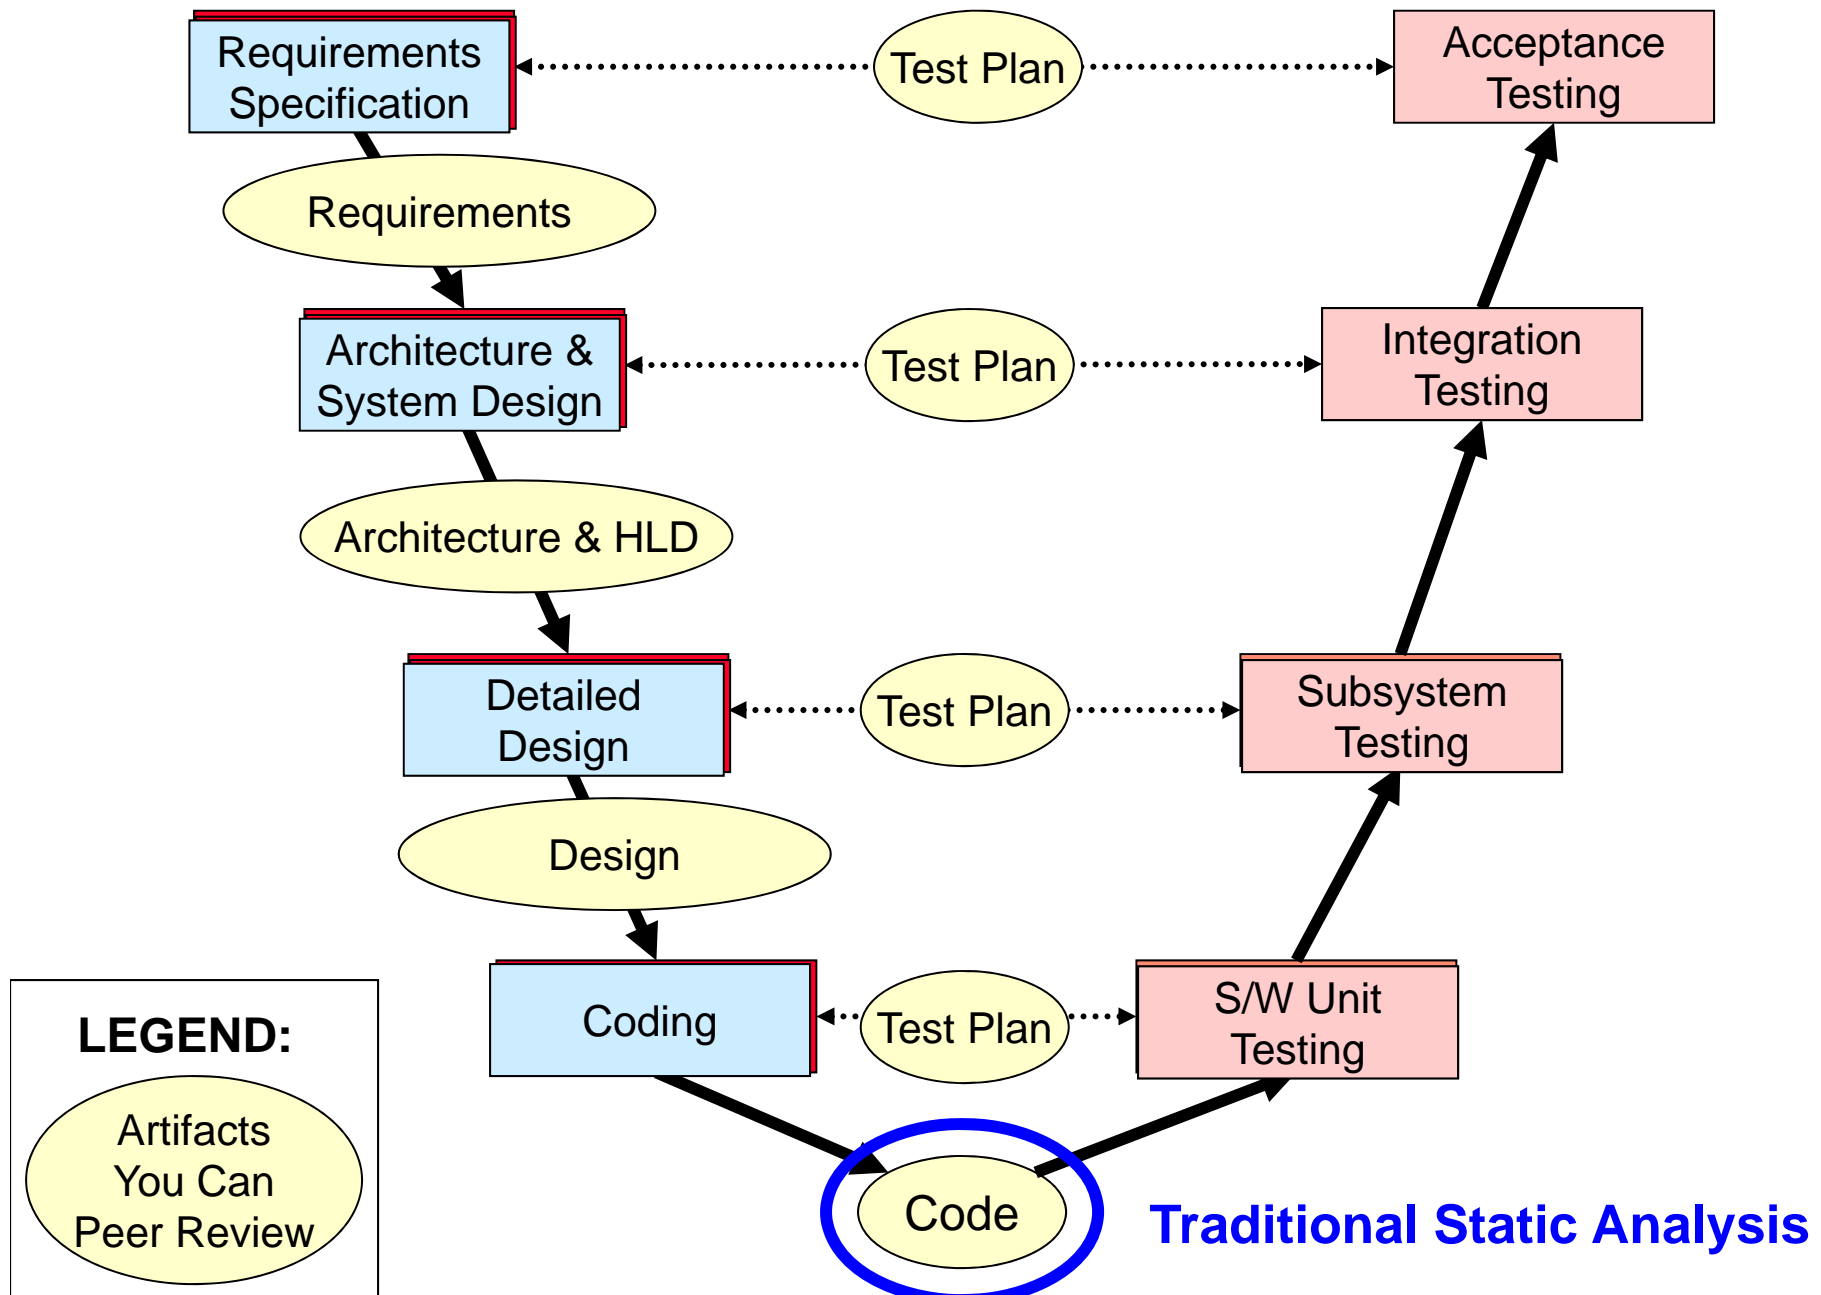 Requirements
Specification
Test Plan
Acceptance
Testing
Requirements
Architecture &
System Design
Test Plan
Integration
Testing
Architecture & HLD
Detailed
Design
Test Plan
Subsystem
Testing
Design
Coding
Test Plan
S/W Unit
Testing
LEGEND:
Artifacts
You Can
Peer Review
Code
Traditional Static Analysis